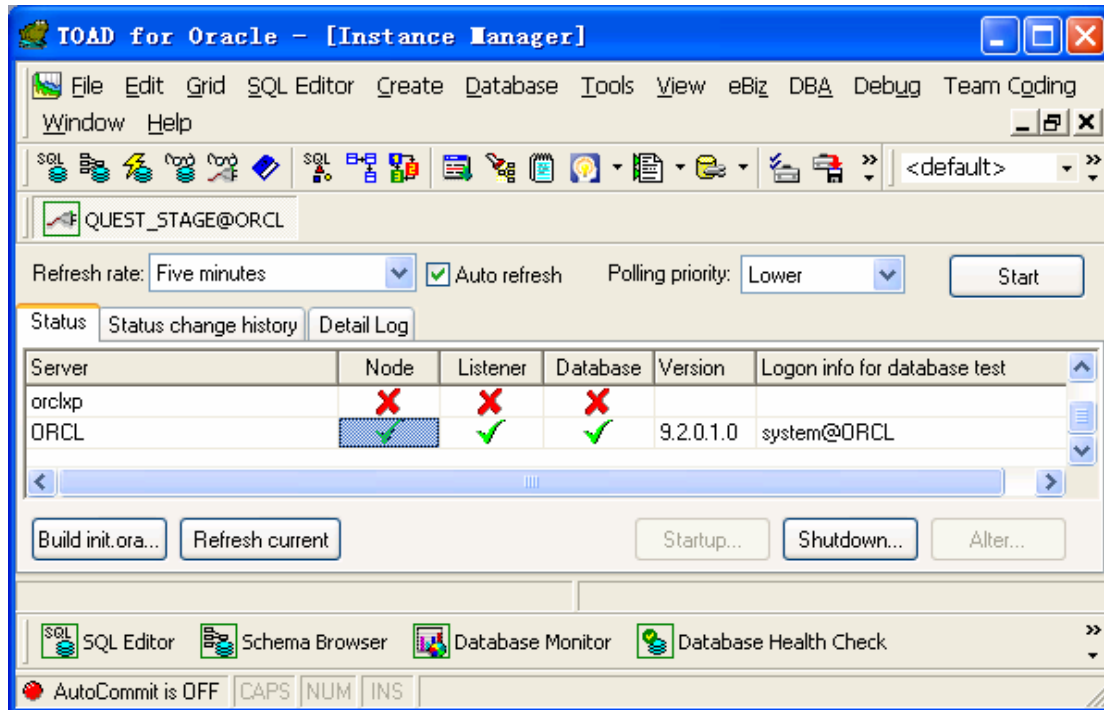 TOAD for Oracle - [Instance Manager]
File Edit Grid SQL Editor Create Database Tools View eBiz DBA Debug Team Coding
Window Help
SQL SQL <default>
QUEST_STAGE@ORCL
Refresh rate: Five minutes Auto refresh Polling priority: Lower Start
Status Status change history Detail Log
Server Node Listener Database Version Logon info for database test
orclxp
ORCL 9.2.0.1.0 system@ORCL
Build init.ora... Refresh current Startup... Shutdown... Alter...
SQL SQL Editor Schema Browser Database Monitor Database Health Check
AutoCommit is OFF CAPS NUM INS